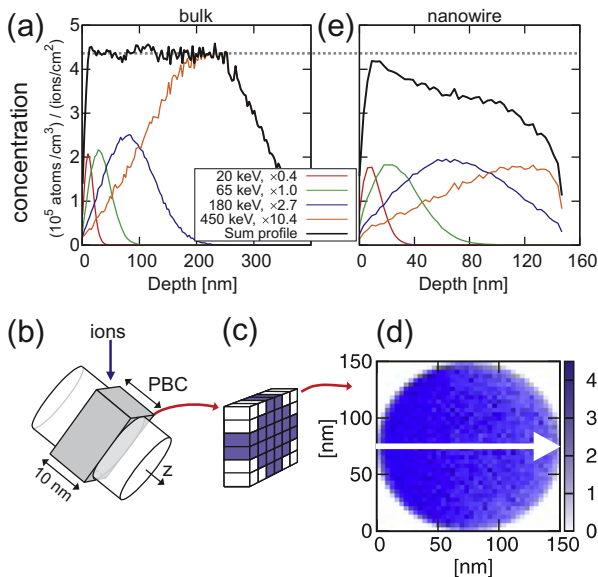 (a) bulk
(e) nanowire
concentration
(10⁵ atoms /cm³) / (ions/cm²)
5
4
3
2
1
0
0 100 200 300
Depth [nm]
20 keV, ×0.4
65 keV, ×1.0
180 keV, ×2.7
450 keV, ×10.4
Sum profile
0 40 80 120 160
Depth [nm]
(b)
ions
PBC
10 nm
z
(c)
(d)
[nm]
150
100
50
0
0 50 100 150
[nm]
4
3
2
1
0